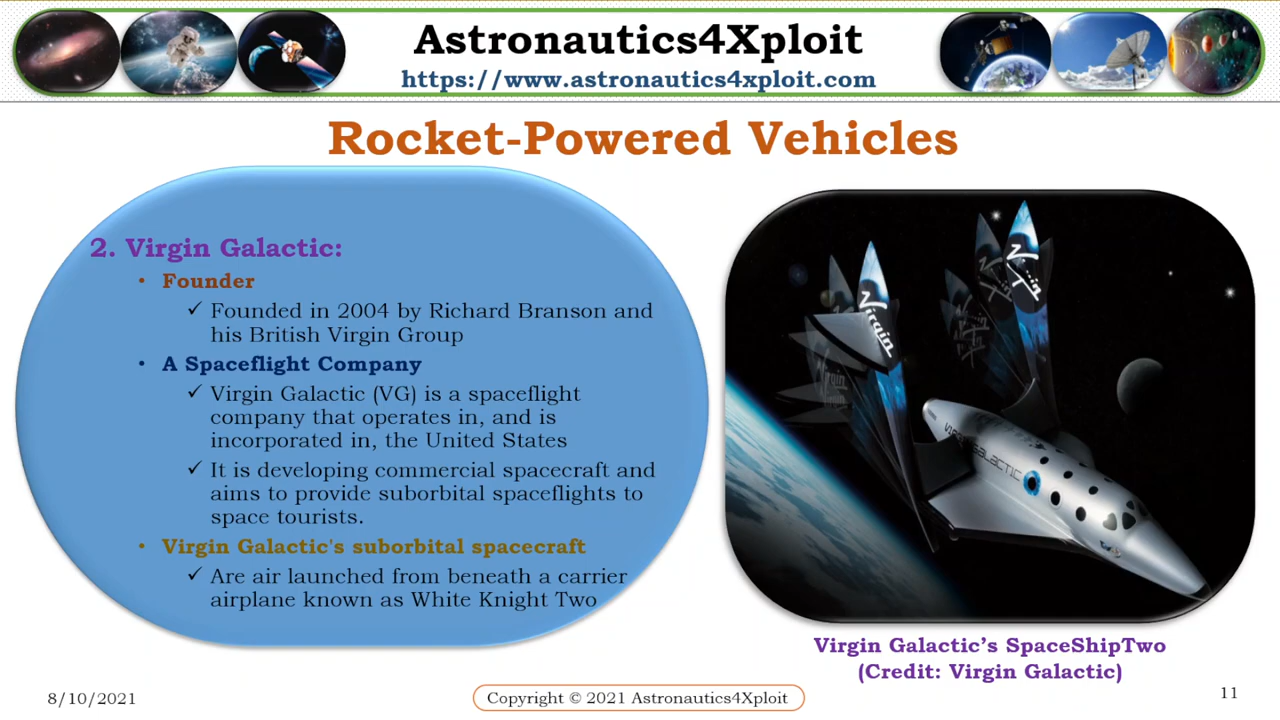 Astronautics4Xploit
https://www.astronautics4xploit.com
Rocket-Powered Vehicles
2. Virgin Galactic:
• Founder
✓ Founded in 2004 by Richard Branson and
his British Virgin Group
• A Spaceflight Company
✓ Virgin Galactic (VG) is a spaceflight
company that operates in, and is
incorporated in, the United States
✓ It is developing commercial spacecraft and
aims to provide suborbital spaceflights to
space tourists.
• Virgin Galactic's suborbital spacecraft
✓ Are air launched from beneath a carrier
airplane known as White Knight Two
Virgin
Virgin
VIRGIN GALACTIC
Virgin Galactic’s SpaceShipTwo
(Credit: Virgin Galactic)
8/10/2021
Copyright © 2021 Astronautics4Xploit
11